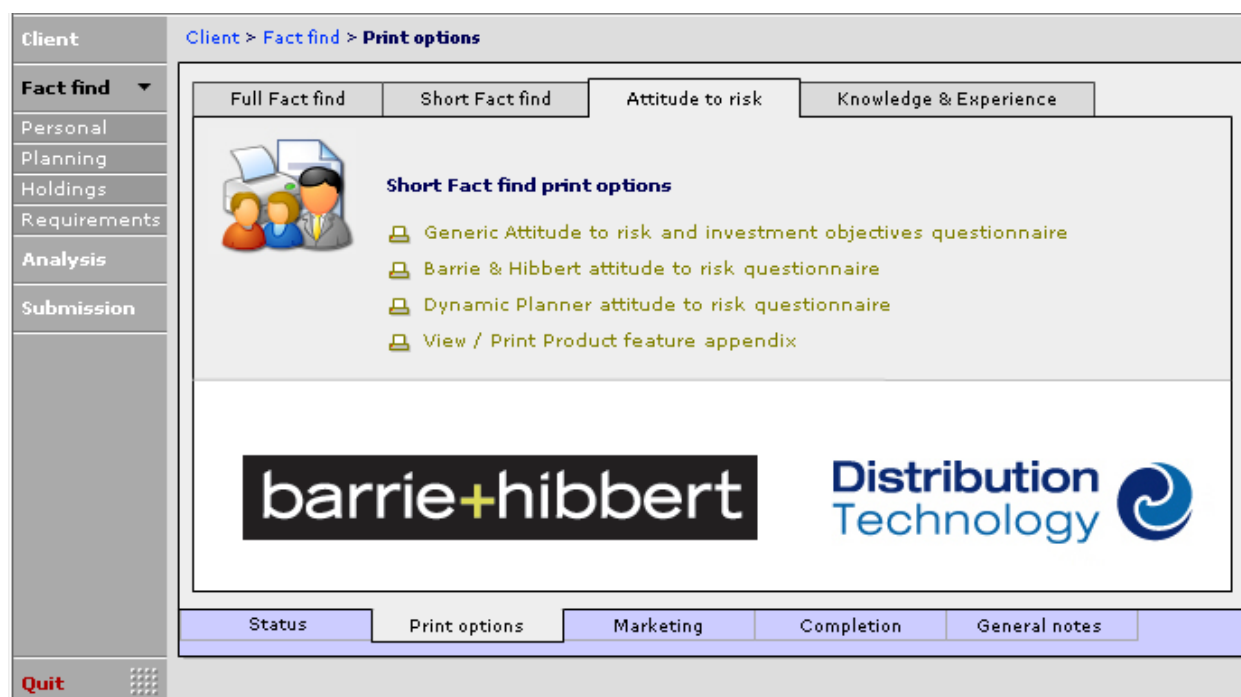 Client
Fact find
Personal
Planning
Holdings
Requirements
Analysis
Submission
Quit
Client > Fact find > Print options
Full Fact find
Short Fact find
Attitude to risk
Knowledge & Experience
Short Fact find print options
Generic Attitude to risk and investment objectives questionnaire
Barrie & Hibbert attitude to risk questionnaire
Dynamic Planner attitude to risk questionnaire
View / Print Product feature appendix
barrie+hibbert
Distribution
Technology
Status
Print options
Marketing
Completion
General notes